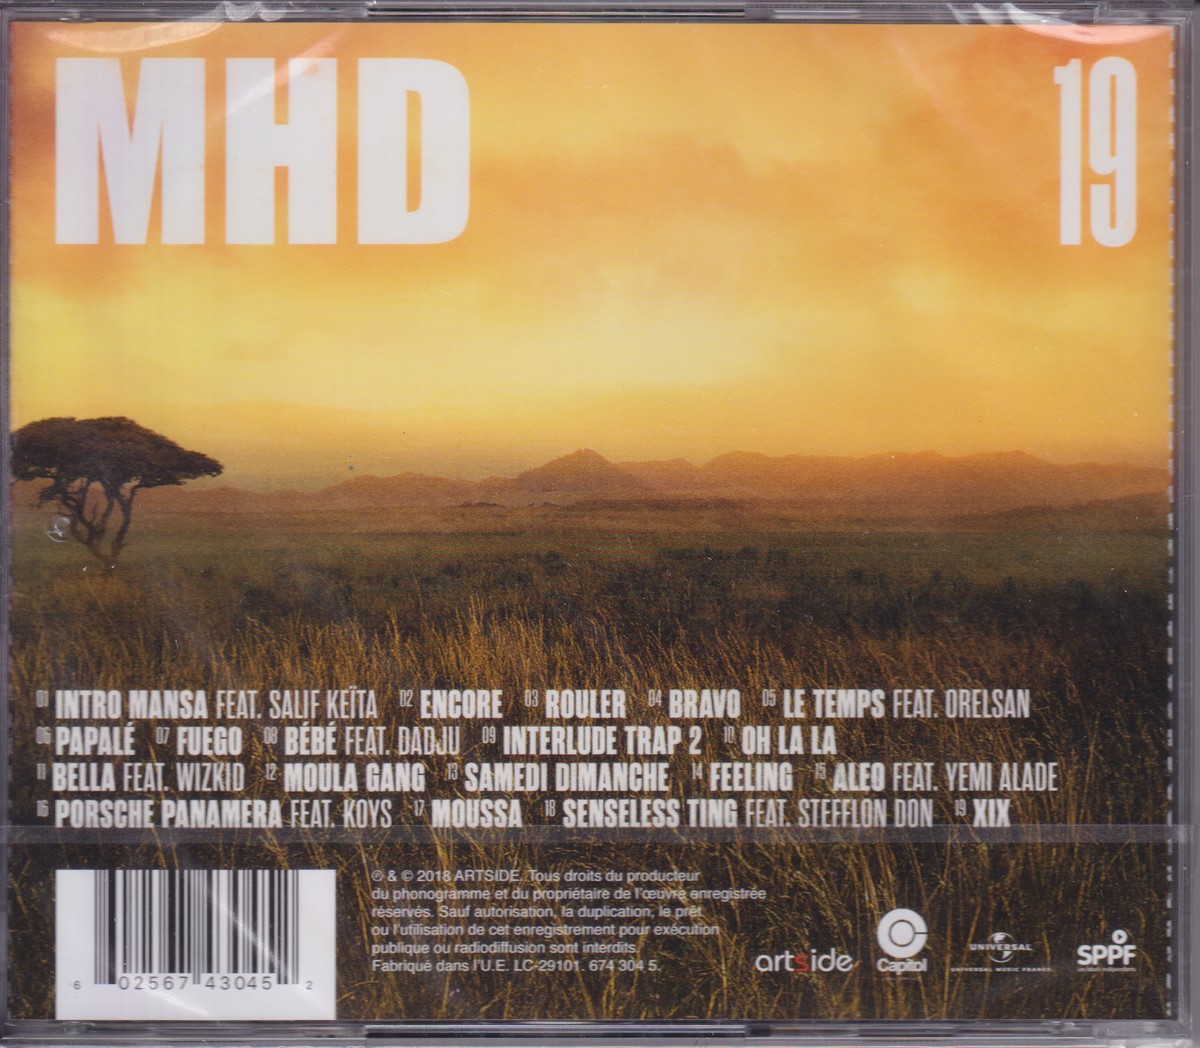 MHD 19
01 INTRO MANSA FEAT. SALIF KEÏTA 02 ENCORE 03 ROULER 04 BRAVO 05 LE TEMPS FEAT. ORELSAN
06 PAPALÉ 07 FUEGO 08 BÉBÉ FEAT. DADJU 09 INTERLUDE TRAP 2 10 OH LA LA
11 BELLA FEAT. WIZKID 12 MOULA GANG 13 SAMEDI DIMANCHE 14 FEELING 15 ALEO FEAT. YEMI ALADE
16 PORSCHE PANAMERA FEAT. KOYS 17 MOUSSA 18 SENSELESS TING FEAT. STEFFLON DON 19 XIX
℗ & © 2018 ARTSIDE. Tous droits du producteur
du phonogramme et du propriétaire de l'œuvre enregistrée
réservés. Sauf autorisation, la duplication, le prêt
ou l'utilisation de cet enregistrement pour exécution
publique ou radiodiffusion sont interdits.
Fabriqué dans l'U.E. LC-29101. 674 304 5.
6 02567 43045 2
artside
Capitol
UNIVERSAL
UNIVERSAL MUSIC FRANCE
SPPF